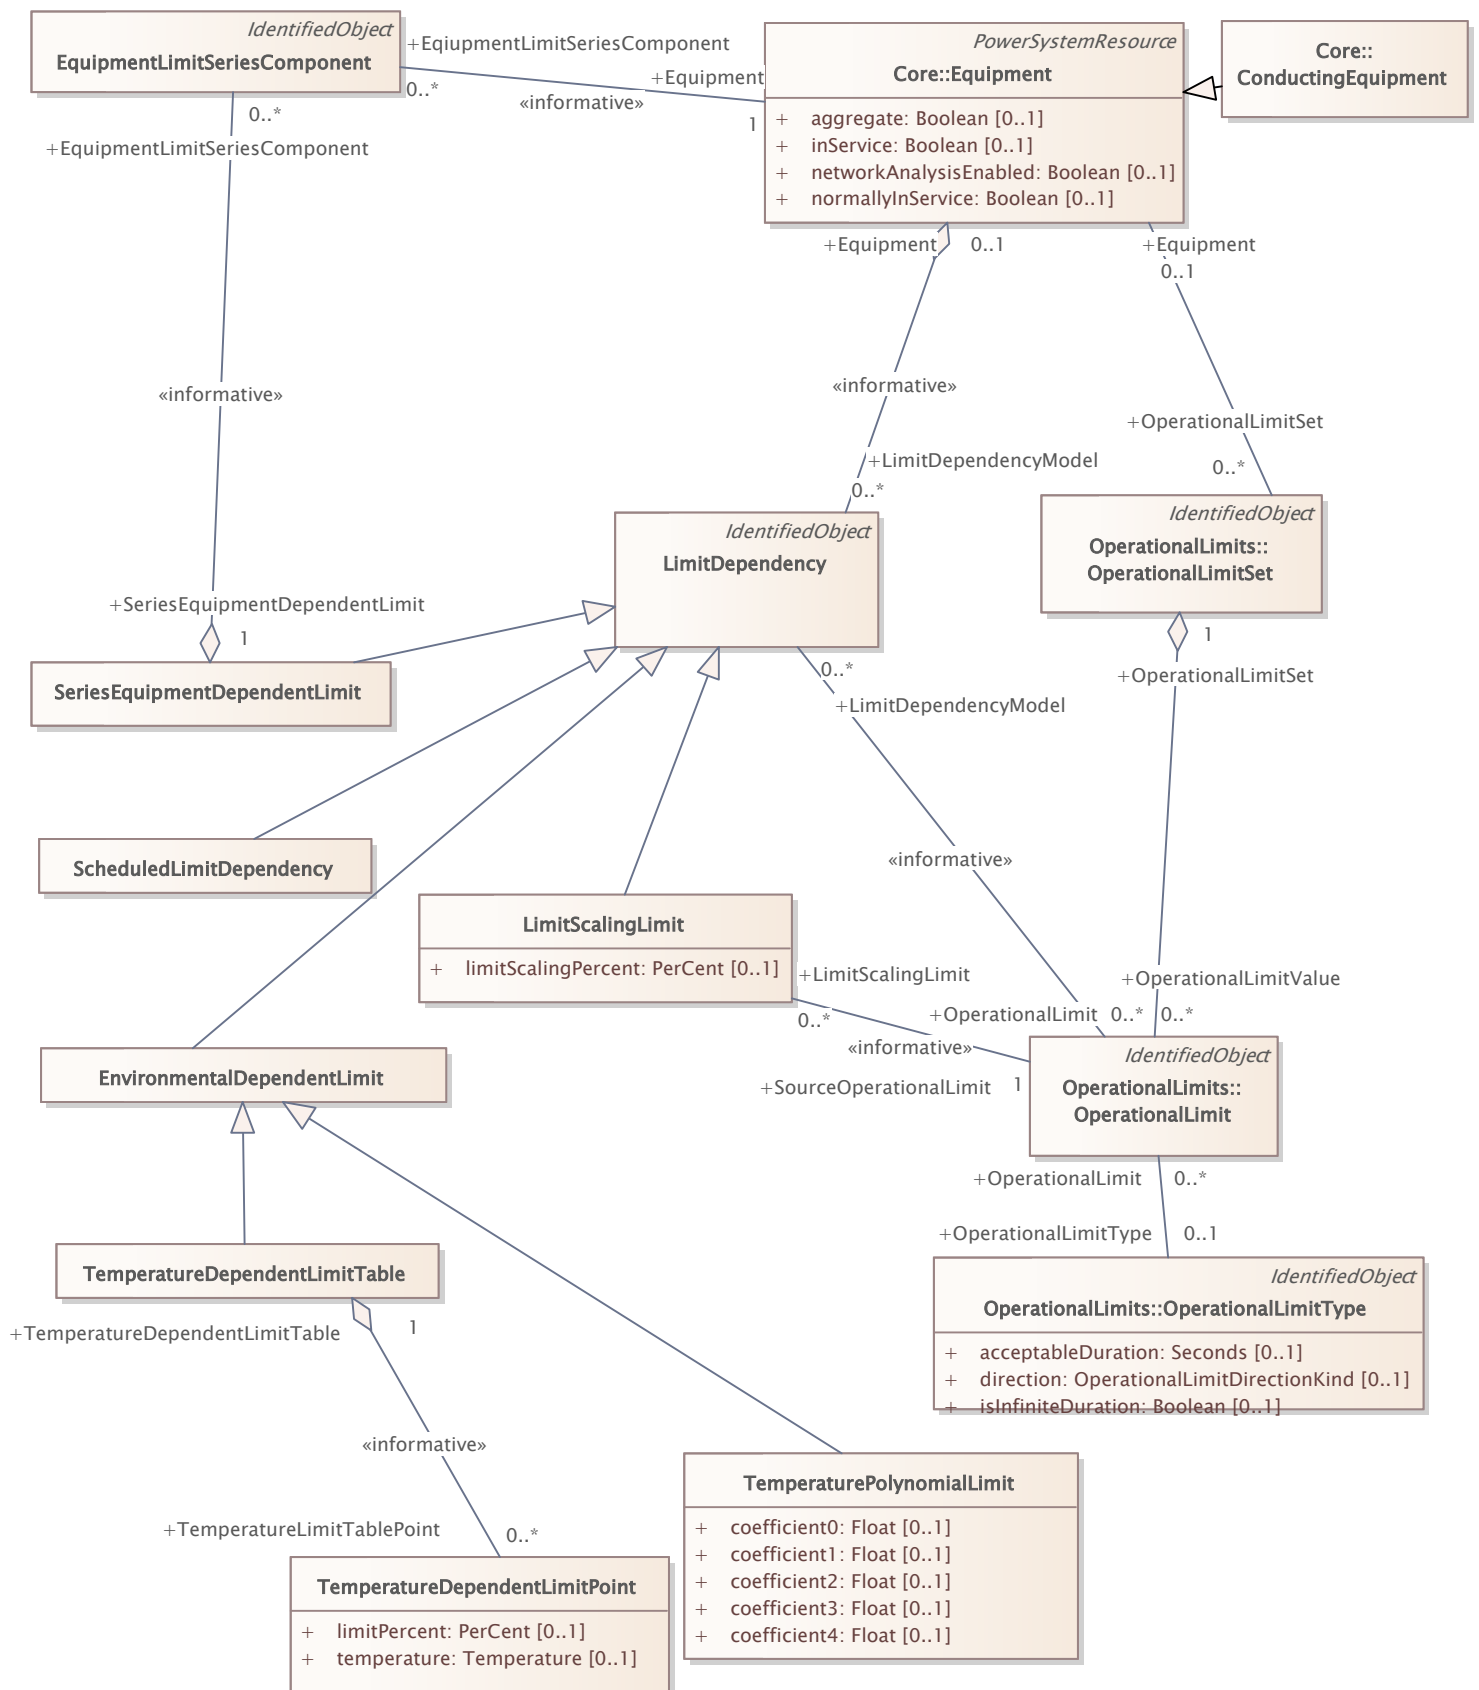 IdentifiedObject
EquipmentLimitSeriesComponent
+EqiupmentLimitSeriesComponent
0..*
«informative»
+Equipment
1
PowerSystemResource
Core::Equipment
+ aggregate: Boolean [0..1]
+ inService: Boolean [0..1]
+ networkAnalysisEnabled: Boolean [0..1]
+ normallyInService: Boolean [0..1]
Core::
ConductingEquipment
0..*
+EquipmentLimitSeriesComponent
«informative»
+SeriesEquipmentDependentLimit
1
+Equipment
0..1
«informative»
+LimitDependencyModel
0..*
+Equipment
0..1
+OperationalLimitSet
0..*
IdentifiedObject
LimitDependency
IdentifiedObject
OperationalLimits::
OperationalLimitSet
SeriesEquipmentDependentLimit
0..*
+LimitDependencyModel
«informative»
+OperationalLimit
0..*
1
+OperationalLimitSet
+OperationalLimitValue
0..*
ScheduledLimitDependency
LimitScalingLimit
+ limitScalingPercent: PerCent [0..1]
+LimitScalingLimit
0..*
«informative»
+SourceOperationalLimit
1
IdentifiedObject
OperationalLimits::
OperationalLimit
EnvironmentalDependentLimit
+OperationalLimit
0..*
+OperationalLimitType
0..1
TemperatureDependentLimitTable
IdentifiedObject
OperationalLimits::OperationalLimitType
+ acceptableDuration: Seconds [0..1]
+ direction: OperationalLimitDirectionKind [0..1]
+ isInfiniteDuration: Boolean [0..1]
+TemperatureDependentLimitTable
1
«informative»
+TemperatureLimitTablePoint
0..*
TemperaturePolynomialLimit
+ coefficient0: Float [0..1]
+ coefficient1: Float [0..1]
+ coefficient2: Float [0..1]
+ coefficient3: Float [0..1]
+ coefficient4: Float [0..1]
TemperatureDependentLimitPoint
+ limitPercent: PerCent [0..1]
+ temperature: Temperature [0..1]